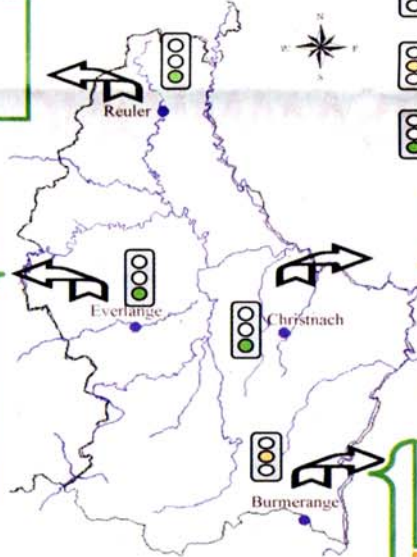 N
W E
S
Reuler
Everlange
Christnach
Burmerange